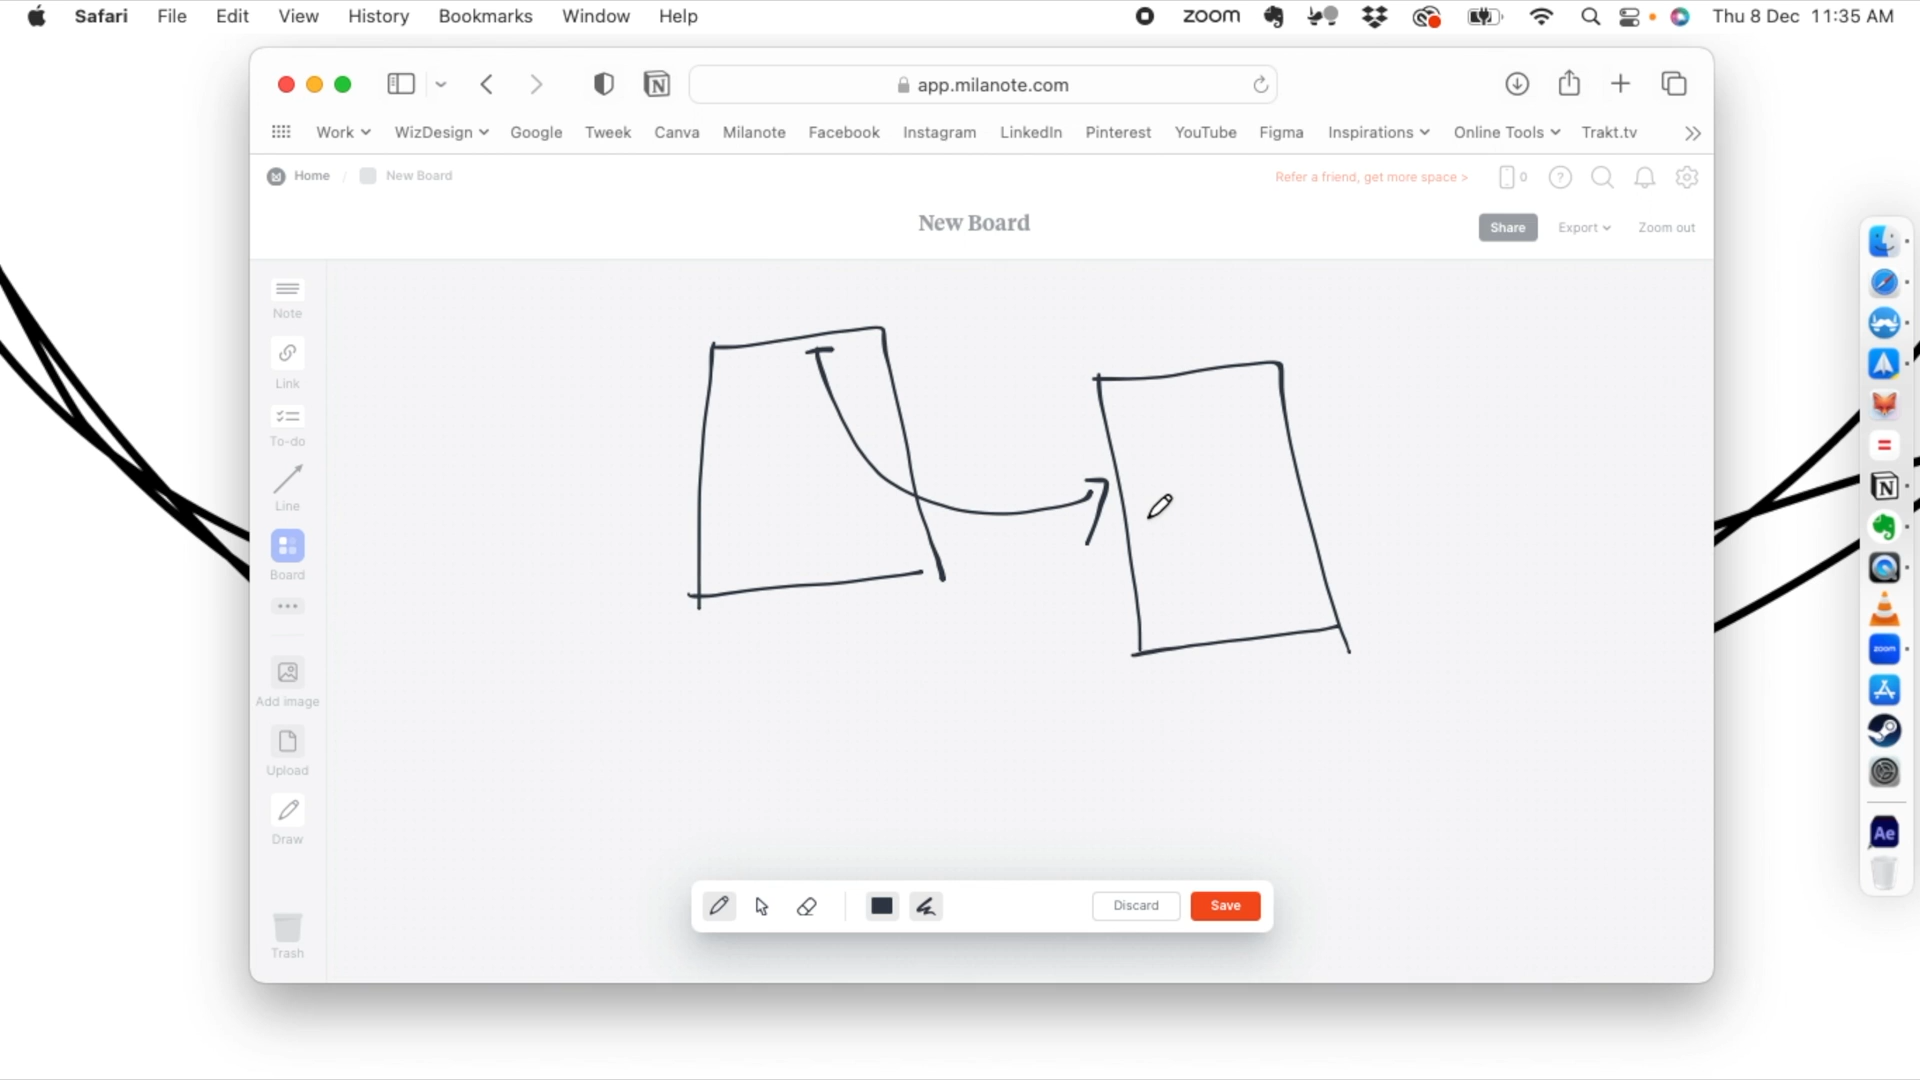 Safari File Edit View History Bookmarks Window Help zoom Thu 8 Dec 11:35 AM
app.milanote.com
Work WizDesign Google Tweek Canva Milanote Facebook Instagram LinkedIn Pinterest YouTube Figma Inspirations Online Tools Trakt.tv
Home / New Board Refer a friend, get more space > 0
New Board
Share Export Zoom out
Note
Link
To-do
Line
Board
Add image
Upload
Draw
Trash
Discard Save
zoom
Ae